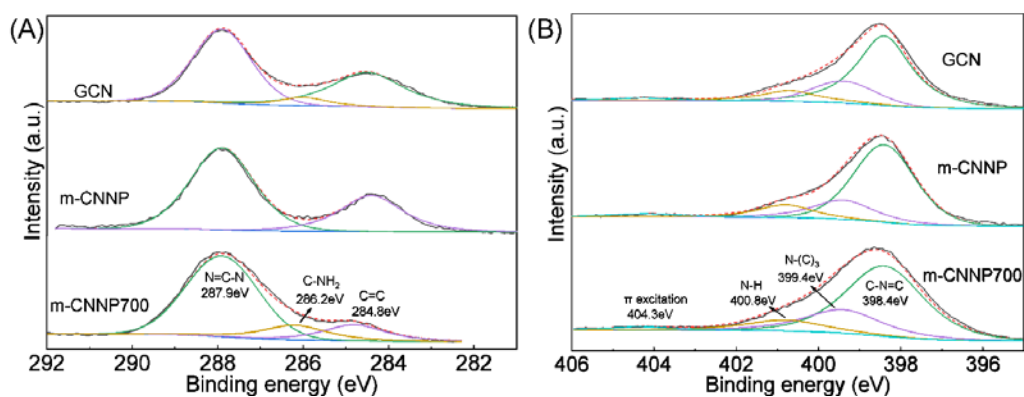 (A)
GCN
m-CNNP
m-CNNP700
N=C-N
287.9eV
C-NH₂
286.2eV
C=C
284.8eV
Intensity (a.u.)
292 290 288 286 284 282
Binding energy (eV)
(B)
GCN
m-CNNP
m-CNNP700
π excitation
404.3eV
N-H
400.8eV
N-(C)₃
399.4eV
C-N=C
398.4eV
Intensity (a.u.)
406 404 402 400 398 396
Binding energy (eV)